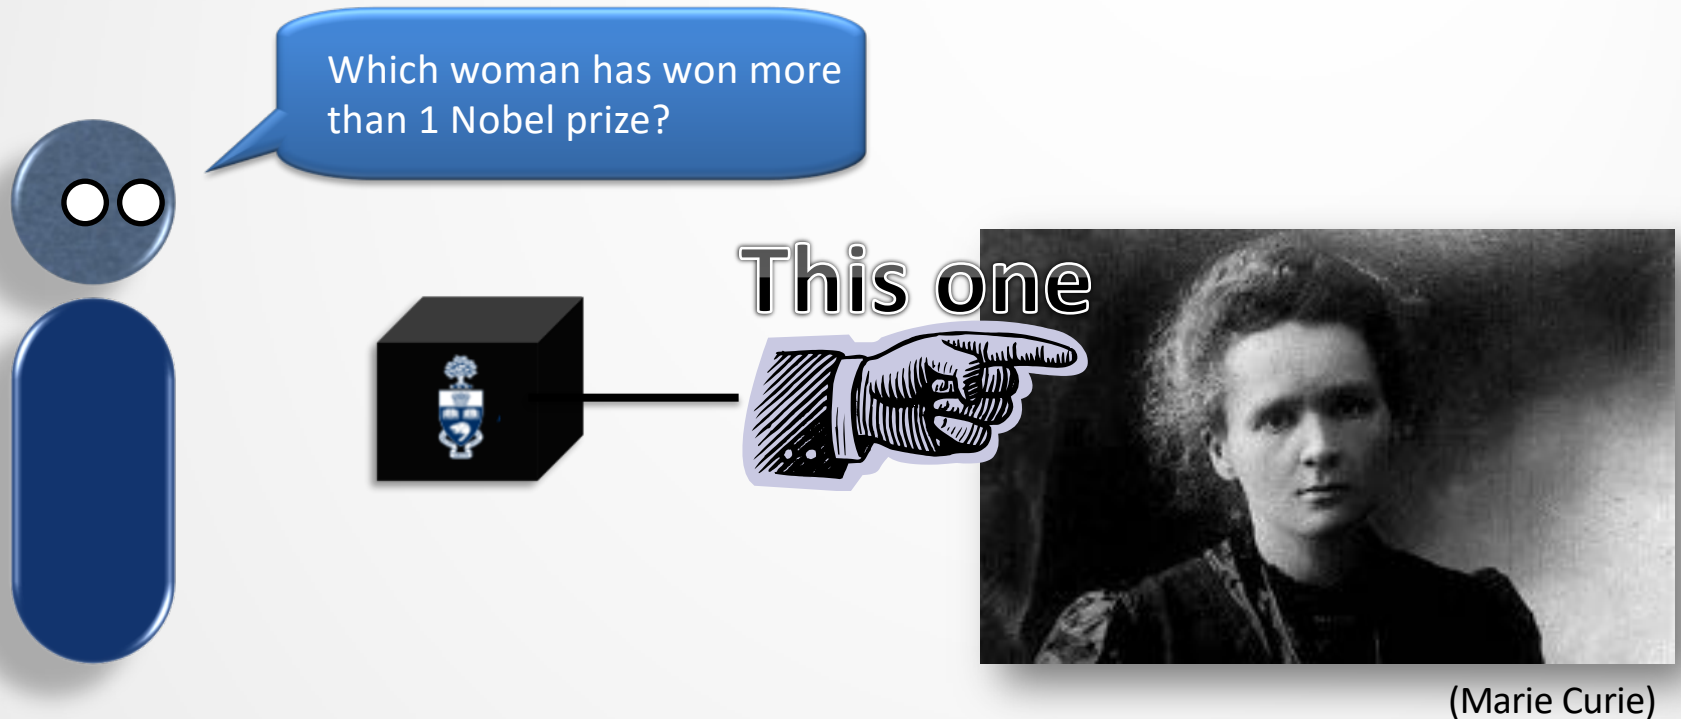 Which woman has won more
than 1 Nobel prize?
This one
(Marie Curie)